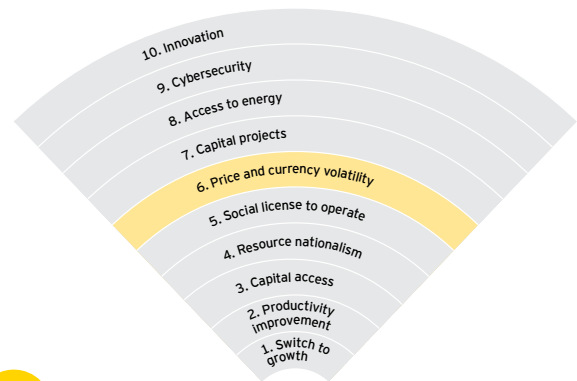 10. Innovation
9. Cybersecurity
8. Access to energy
7. Capital projects
6. Price and currency volatility
5. Social license to operate
4. Resource nationalism
3. Capital access
2. Productivity
improvement
1. Switch to
growth